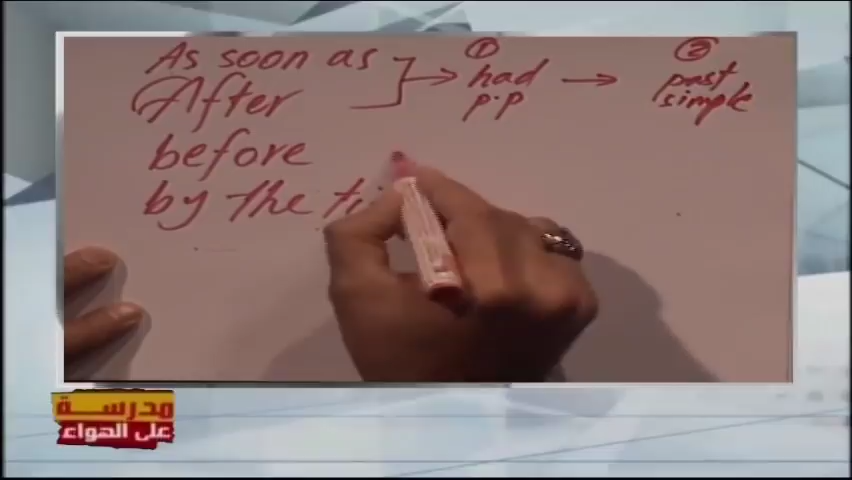 As soon as ① ②
After had past
p.p simple
before
by the
مدرسة
على الهواء